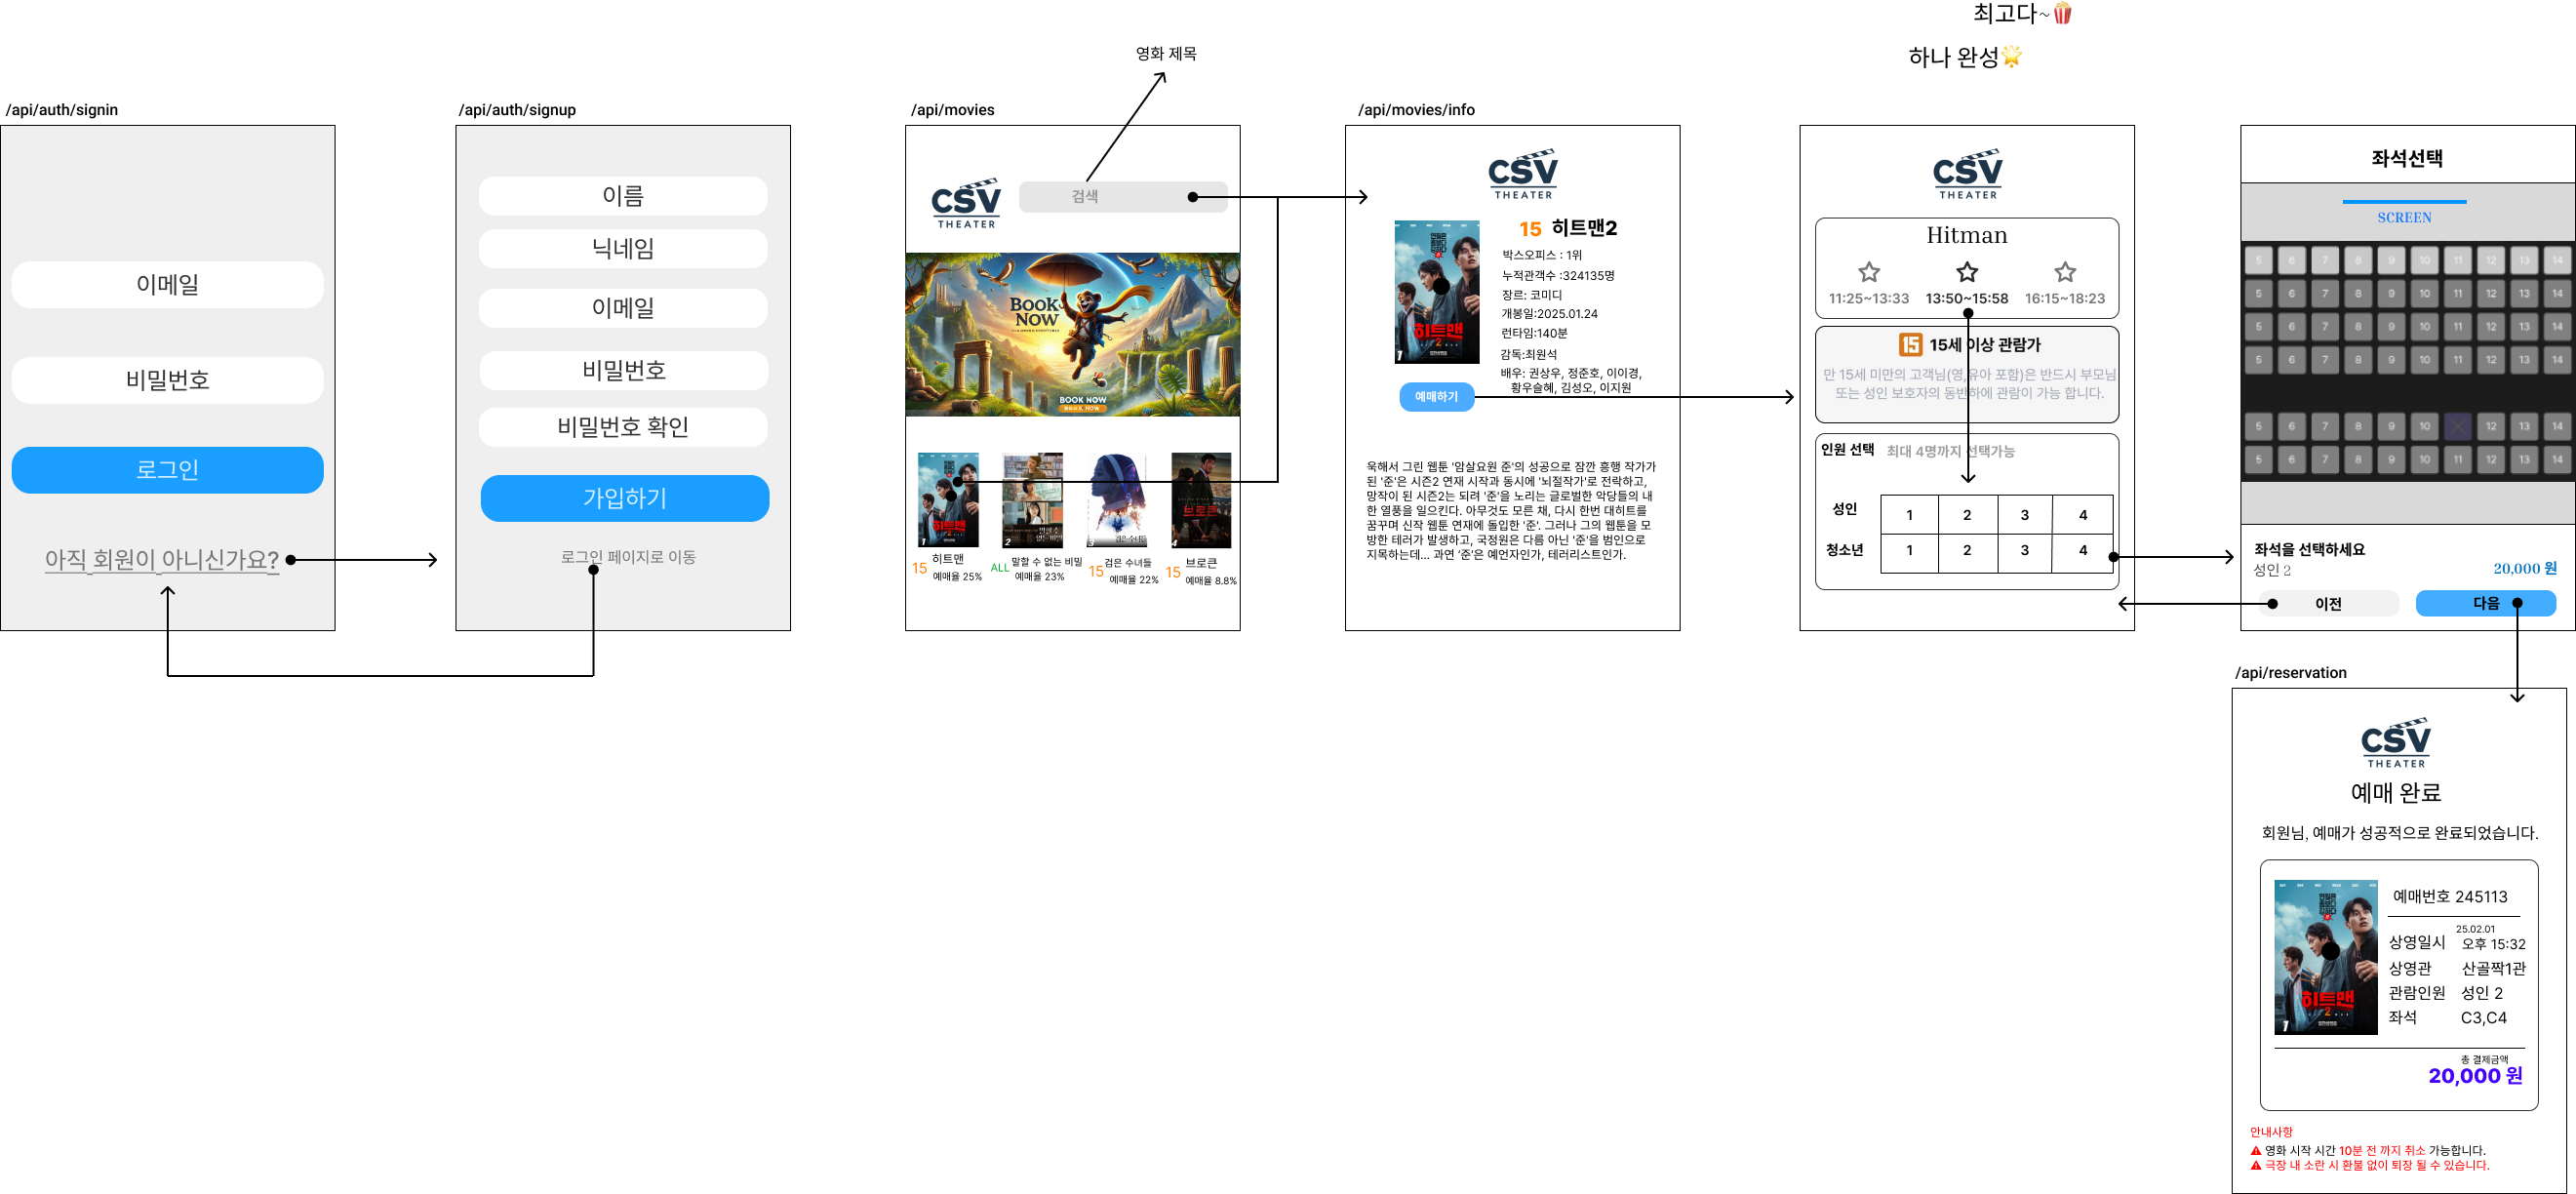 최고다~🍿
하나 완성🌟
영화 제목
/api/auth/signin
이메일
비밀번호
로그인
아직 회원이 아니신가요?
/api/auth/signup
이름
닉네임
이메일
비밀번호
비밀번호 확인
가입하기
로그인 페이지로 이동
/api/movies
CSV
THEATER
검색
BOOK
NOW
BOOK NOW
BOOK NOW
히트맨
2
1
2
3
브로큰
4
15 히트맨
예매율 25%
ALL 말할 수 없는 비밀
예매율 23%
15 검은 수녀들
예매율 22%
15 브로큰
예매율 8.8%
/api/movies/info
CSV
THEATER
히트맨
2
1
15 히트맨2
박스오피스 : 1위
누적관객수 :324135명
장르: 코미디
개봉일:2025.01.24
런타임:140분
감독:최원석
배우: 권상우, 정준호, 이이경,
황우슬혜, 김성오, 이지원
예매하기
욱해서 그린 웹툰 '암살요원 준'의 성공으로 잠깐 흥행 작가가
된 '준'은 시즌2 연재 시작과 동시에 '뇌절작가'로 전락하고,
망작이 된 시즌2는 되려 '준'을 노리는 글로벌한 악당들의 내
한 열풍을 일으킨다. 아무것도 모른 채, 다시 한번 대히트를
꿈꾸며 신작 웹툰 연재에 돌입한 '준'. 그러나 그의 웹툰을 모
방한 테러가 발생하고, 국정원은 다름 아닌 '준'을 범인으로
지목하는데... 과연 '준'은 예언자인가, 테러리스트인가.
CSV
THEATER
Hitman
11:25~13:33 13:50~15:58 16:15~18:23
15 15세 이상 관람가
만 15세 미만의 고객님(영,유아 포함)은 반드시 부모님
또는 성인 보호자의 동반하에 관람이 가능 합니다.
인원 선택 최대 4명까지 선택가능
성인 1 2 3 4
청소년 1 2 3 4
좌석선택
SCREEN
5 6 7 8 9 10 11 12 13 14
5 6 7 8 9 10 11 12 13 14
5 6 7 8 9 10 11 12 13 14
5 6 7 8 9 10 11 12 13 14
5 6 7 8 9 10 12 13 14
5 6 7 8 9 10 11 12 13 14
좌석을 선택하세요
성인 2 20,000 원
이전 다음
/api/reservation
CSV
THEATER
예매 완료
회원님, 예매가 성공적으로 완료되었습니다.
히트맨
2
1
예매번호 245113
25.02.01
상영일시 오후 15:32
상영관 산골짝1관
관람인원 성인 2
좌석 C3,C4
총 결제금액
20,000 원
안내사항
⚠ 영화 시작 시간 10분 전 까지 취소 가능합니다.
⚠ 극장 내 소란 시 환불 없이 퇴장 될 수 있습니다.